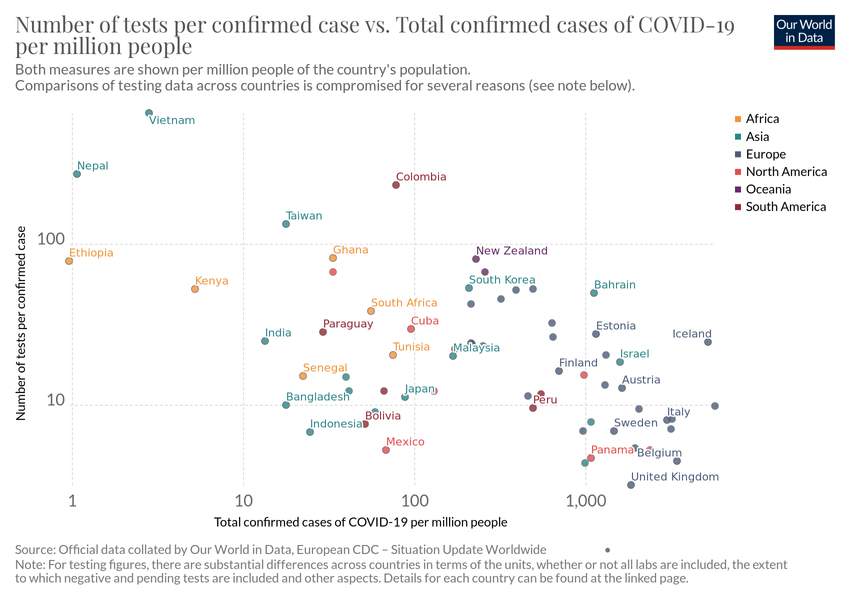 Number of tests per confirmed case vs. Total confirmed cases of COVID-19
per million people
Our World
in Data
Both measures are shown per million people of the country's population.
Comparisons of testing data across countries is compromised for several reasons (see note below).
Vietnam
Africa
Asia
Europe
North America
Oceania
South America
Nepal
Colombia
Taiwan
100
Ethiopia
Ghana
New Zealand
Kenya
South Korea
Bahrain
South Africa
Paraguay
Cuba
Estonia
Iceland
India
Tunisia
Malaysia
Israel
Senegal
Finland
Austria
10
Bangladesh
Japan
Peru
Indonesia
Bolivia
Sweden
Italy
Mexico
Panama
Belgium
United Kingdom
Number of tests per confirmed case
1
10
100
1,000
Total confirmed cases of COVID-19 per million people
Source: Official data collated by Our World in Data, European CDC – Situation Update Worldwide
Note: For testing figures, there are substantial differences across countries in terms of the units, whether or not all labs are included, the extent
to which negative and pending tests are included and other aspects. Details for each country can be found at the linked page.